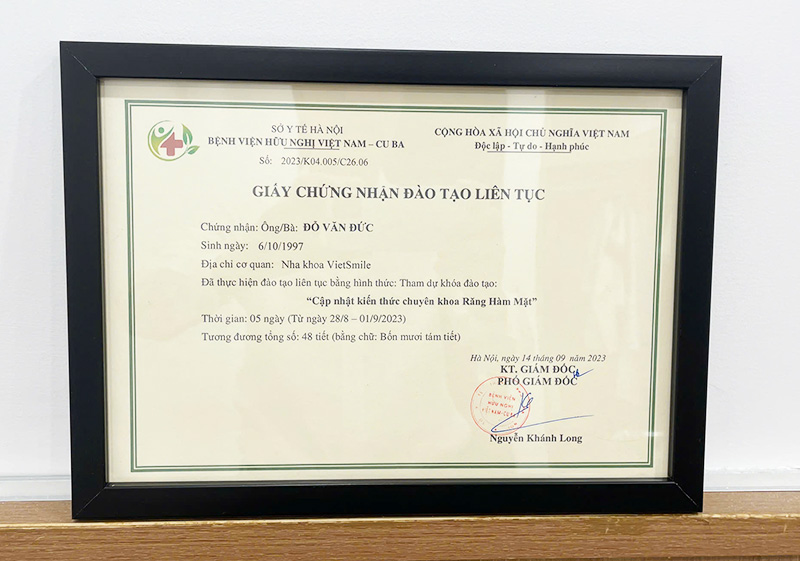 SỞ Y TẾ HÀ NỘI
BỆNH VIỆN HỮU NGHỊ VIỆT NAM – CU BA
Số: 2023/K04.005/C26.06
CỘNG HÒA XÃ HỘI CHỦ NGHĨA VIỆT NAM
Độc lập - Tự do - Hạnh phúc
GIẤY CHỨNG NHẬN ĐÀO TẠO LIÊN TỤC
Chứng nhận: Ông/Bà: ĐỖ VĂN ĐỨC
Sinh ngày: 6/10/1997
Địa chỉ cơ quan: Nha khoa VietSmile
Đã thực hiện đào tạo liên tục bằng hình thức: Tham dự khóa đào tạo:
“Cập nhật kiến thức chuyên khoa Răng Hàm Mặt”
Thời gian: 05 ngày (Từ ngày 28/8 – 01/9/2023)
Tương đương tổng số: 48 tiết (bằng chữ: Bốn mươi tám tiết)
Hà Nội, ngày 14 tháng 09 năm 2023
KT. GIÁM ĐỐC
PHÓ GIÁM ĐỐC
Nguyễn Khánh Long